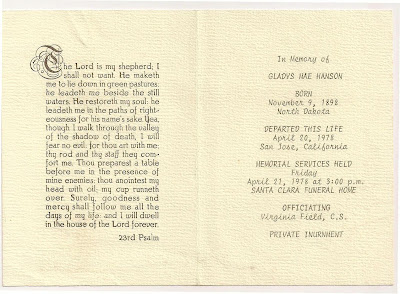 The Lord is my shepherd; I
shall not want. He maketh
me to lie down in green pastures:
he leadeth me beside the still
waters. He restoreth my soul: he
leadeth me in the paths of right-
eousness for his name's sake. Yea,
though I walk through the valley
of the shadow of death, I will
fear no evil: for thou art with me;
thy rod and thy staff they com-
fort me. Thou preparest a table
before me in the presence of
mine enemies: thou anointest my
head with oil; my cup runneth
over. Surely, goodness and
mercy shall follow me all the
days of my life: and I will dwell
in the house of the Lord forever.
23rd Psalm
In Memory of
GLADYS MAE HANSON
BORN
November 9, 1898
North Dakota
DEPARTED THIS LIFE
April 20, 1978
San Jose, California
MEMORIAL SERVICES HELD
Friday
April 21, 1978 at 3:00 p.m.
SANTA CLARA FUNERAL HOME
OFFICIATING
Virginia Field, C.S.
PRIVATE INURNMENT